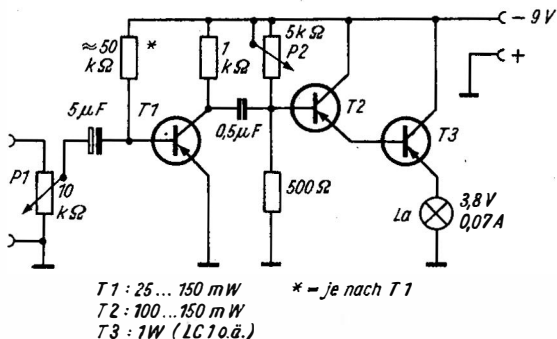 ≈50
kΩ
*
1
kΩ
5kΩ
P2
− 9V
+
5µF
T1
0,5µF
T2
T3
P1
10
kΩ
500Ω
La
3,8V
0,07A
T1: 25... 150 mW
* = je nach T1
T2: 100...150 mW
T3: 1W (LC1 o.ä.)